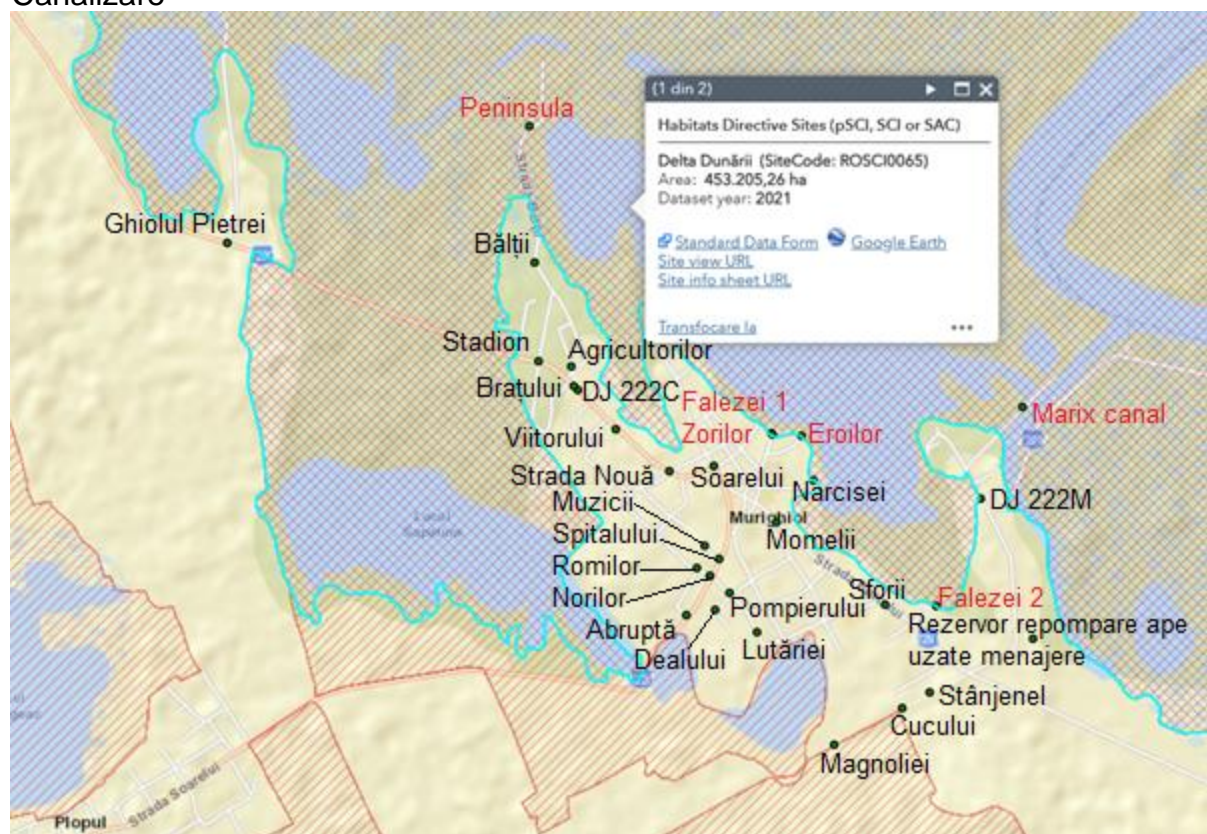 Canalizare
(1 din 2)
Habitats Directive Sites (pSCI, SCI or SAC)
Delta Dunării (SiteCode: ROSCI0065)
Area: 453.205,26 ha
Dataset year: 2021
Standard Data Form Google Earth
Site view URL
Site info sheet URL
Transfocare la
Peninsula
Strada
Ghiolul Pietrei
Bălții
Stadion
Agricultorilor
Brațului
DJ 222C
Falezei 1
Marix canal
Viitorului
Zorilor
Eroilor
Strada Nouă
Soarelui
Narcisei
DJ 222M
Muzicii
Murighiol
Spitalului
Momelii
Romilor
Norilor
Strada
Sforii
Falezei 2
Pompierului
Abruptă
Rezervor repompare ape
uzate menajere
Dealului
Lutăriei
Stânjenel
Cucului
Magnoliei
Strada Soarelui
Plopul